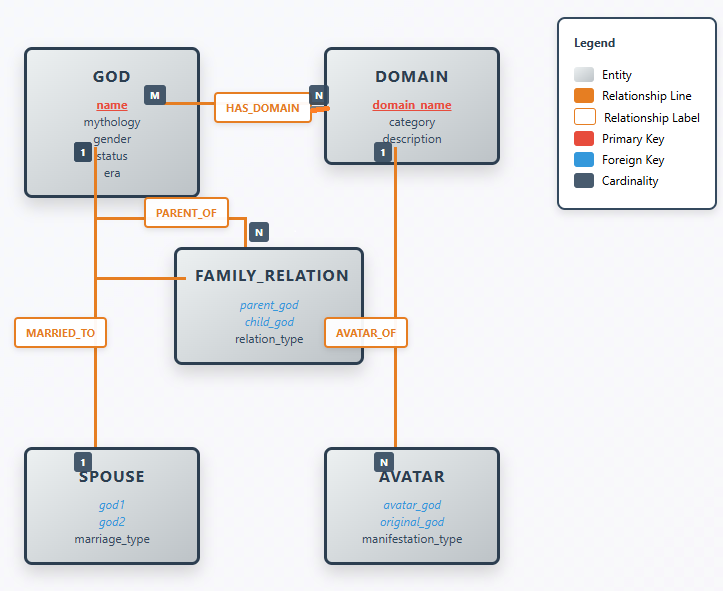 GOD
M
name
mythology
gender
1
status
era
HAS_DOMAIN
N
DOMAIN
domain_name
category
description
1
Legend
Entity
Relationship Line
Relationship Label
Primary Key
Foreign Key
Cardinality
PARENT_OF
N
FAMILY_RELATION
parent_god
child_god
relation_type
MARRIED_TO
AVATAR_OF
1
SPOUSE
god1
god2
marriage_type
N
AVATAR
avatar_god
original_god
manifestation_type